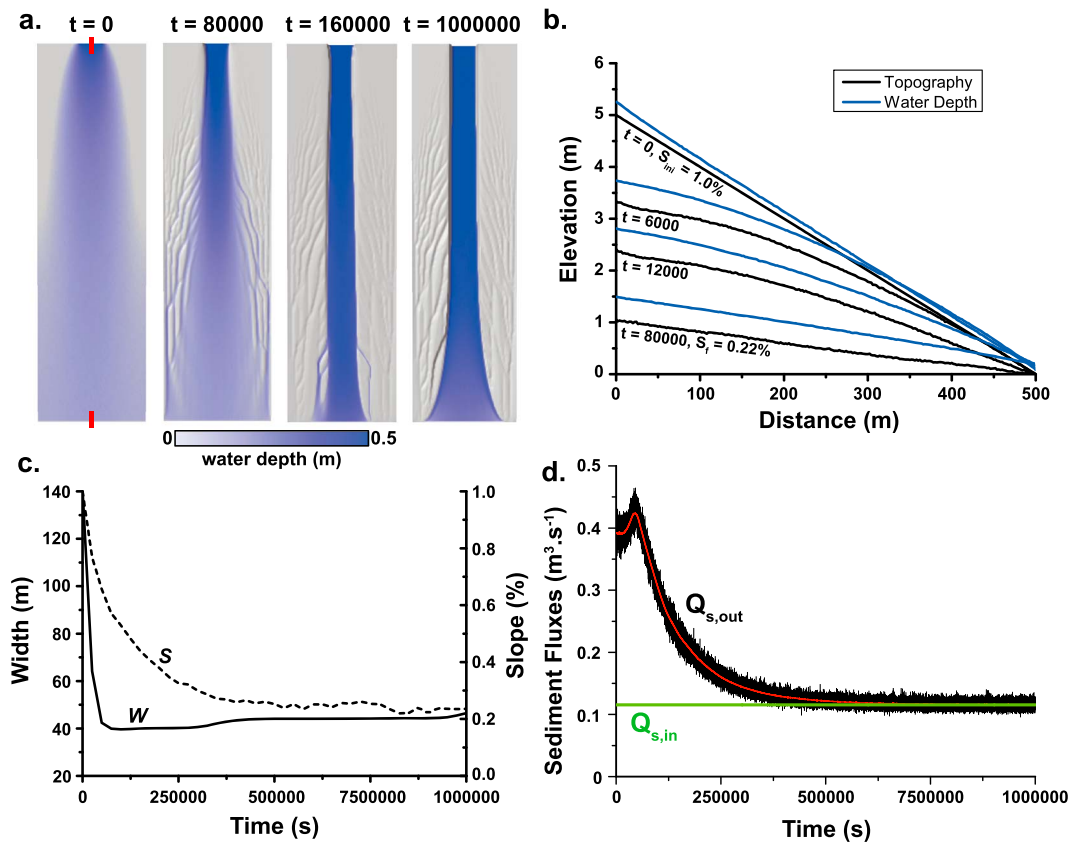 a.
t = 0
t = 80000
t = 160000
t = 1000000
0
0.5
water depth (m)
b.
Elevation (m)
6
5
4
3
2
1
0
Topography
Water Depth
t = 0, S_ini = 1.0%
t = 6000
t = 12000
t = 80000, S_f = 0.22%
0
100
200
300
400
500
Distance (m)
c.
Width (m)
140
120
100
80
60
40
20
S
W
1.0
0.8
0.6
0.4
0.2
0.0
Slope (%)
0
250000
500000
7500000
1000000
Time (s)
d.
Sediment Fluxes (m³.s⁻¹)
0.5
0.4
0.3
0.2
0.1
0
Q_s,out
Q_s,in
0
250000
500000
7500000
1000000
Time (s)